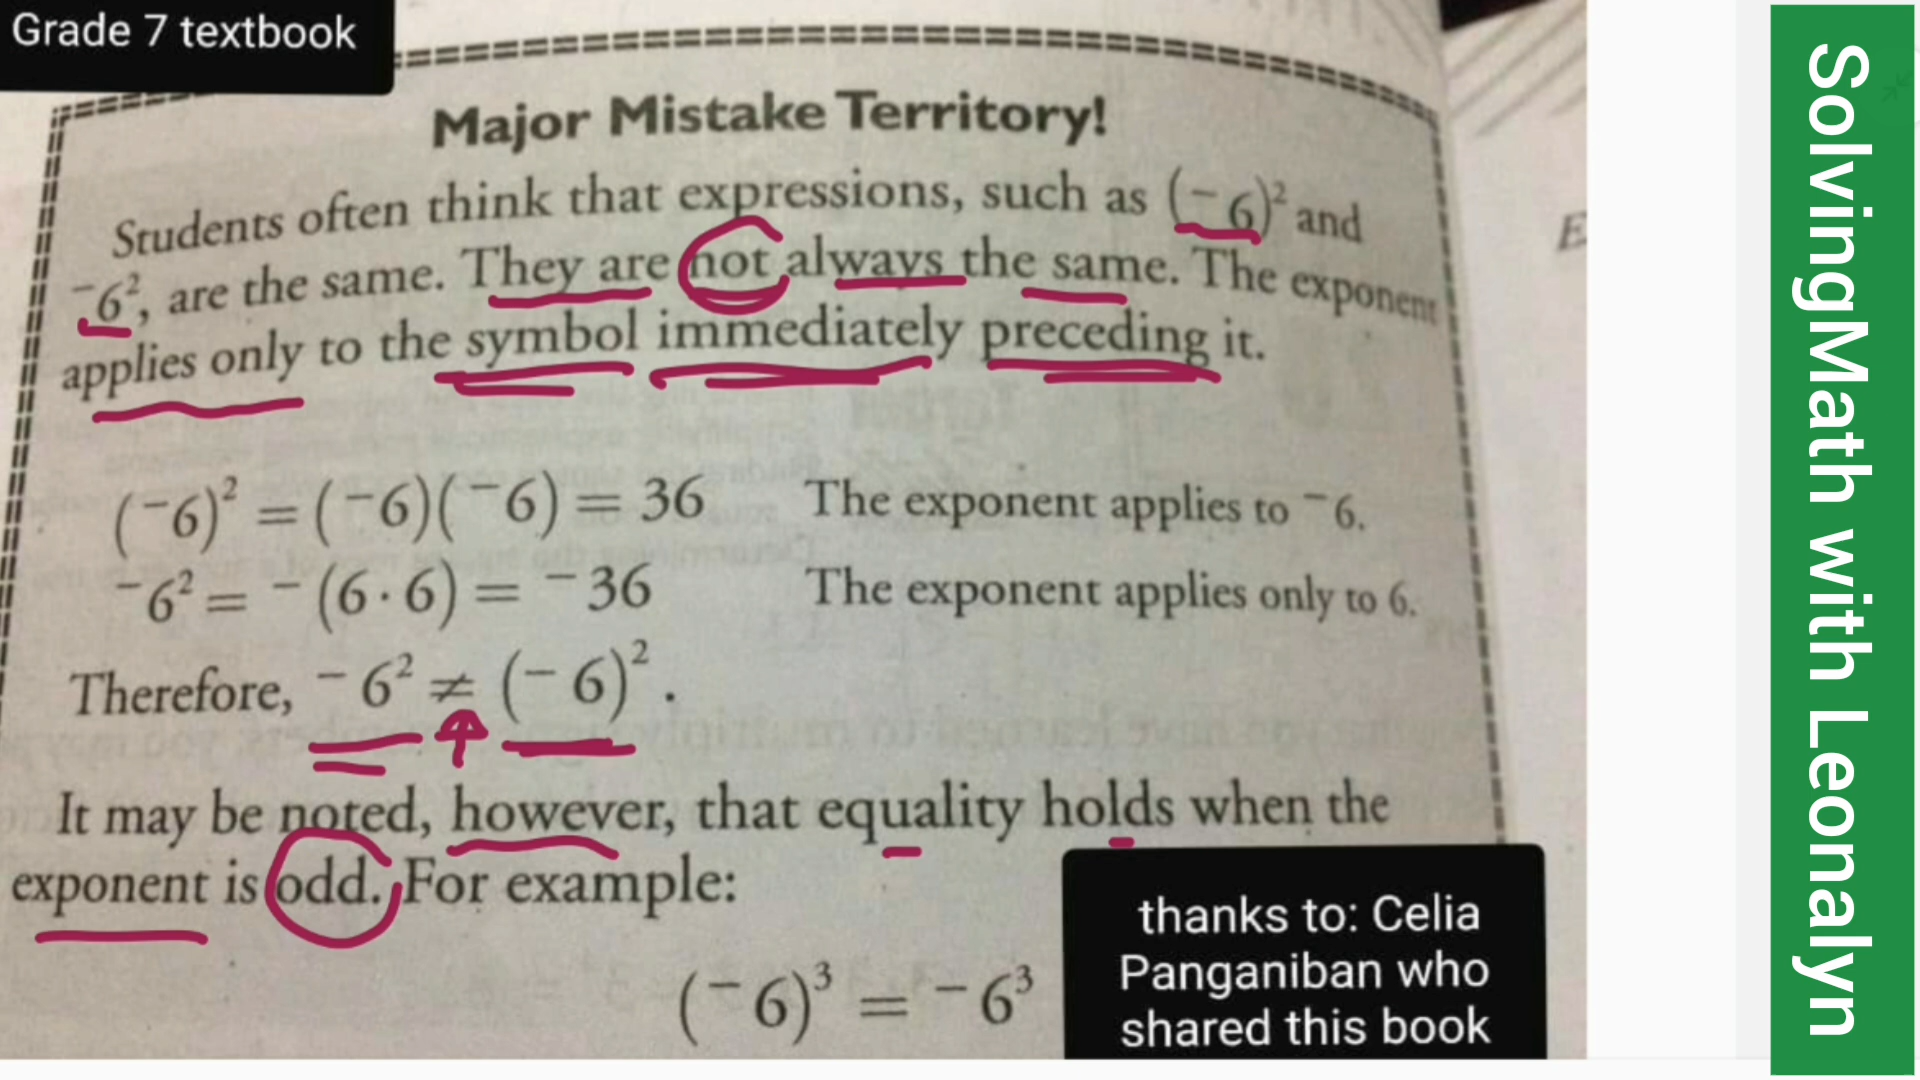 Grade 7 textbook
Major Mistake Territory!
Students often think that expressions, such as (⁻6)² and
⁻6², are the same. They are not always the same. The exponent
applies only to the symbol immediately preceding it.
(⁻6)² = (⁻6)(⁻6) = 36 The exponent applies to ⁻6.
⁻6² = ⁻(6 · 6) = ⁻36 The exponent applies only to 6.
Therefore, ⁻6² ≠ (⁻6)².
It may be noted, however, that equality holds when the
exponent is odd. For example:
(⁻6)³ = ⁻6³
thanks to: Celia
Panganiban who
shared this book
E
SolvingMath with Leonalyn